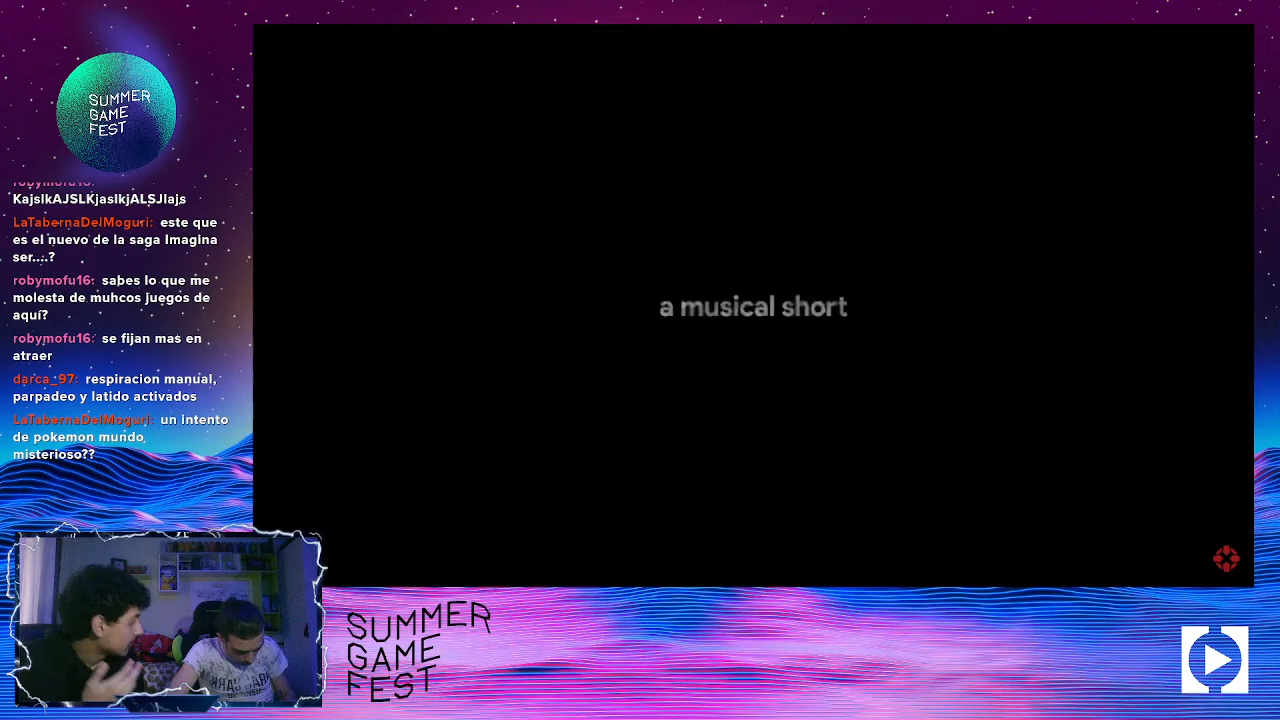 SUMMER
GAME
FEST
KajslkAJSLKjaslkjALSJlajs
LaTabernaDelMoguri: este que
es el nuevo de la saga Imagina
ser....?
robymofu16: sabes lo que me
molesta de muhcos juegos de
aquí?
robymofu16: se fijan mas en
atraer
darca_97: respiracion manual,
parpadeo y latido activados
LaTabernaDelMoguri: un intento
de pokemon mundo
misterioso??
a musical short
SUMMER
GAME
FEST